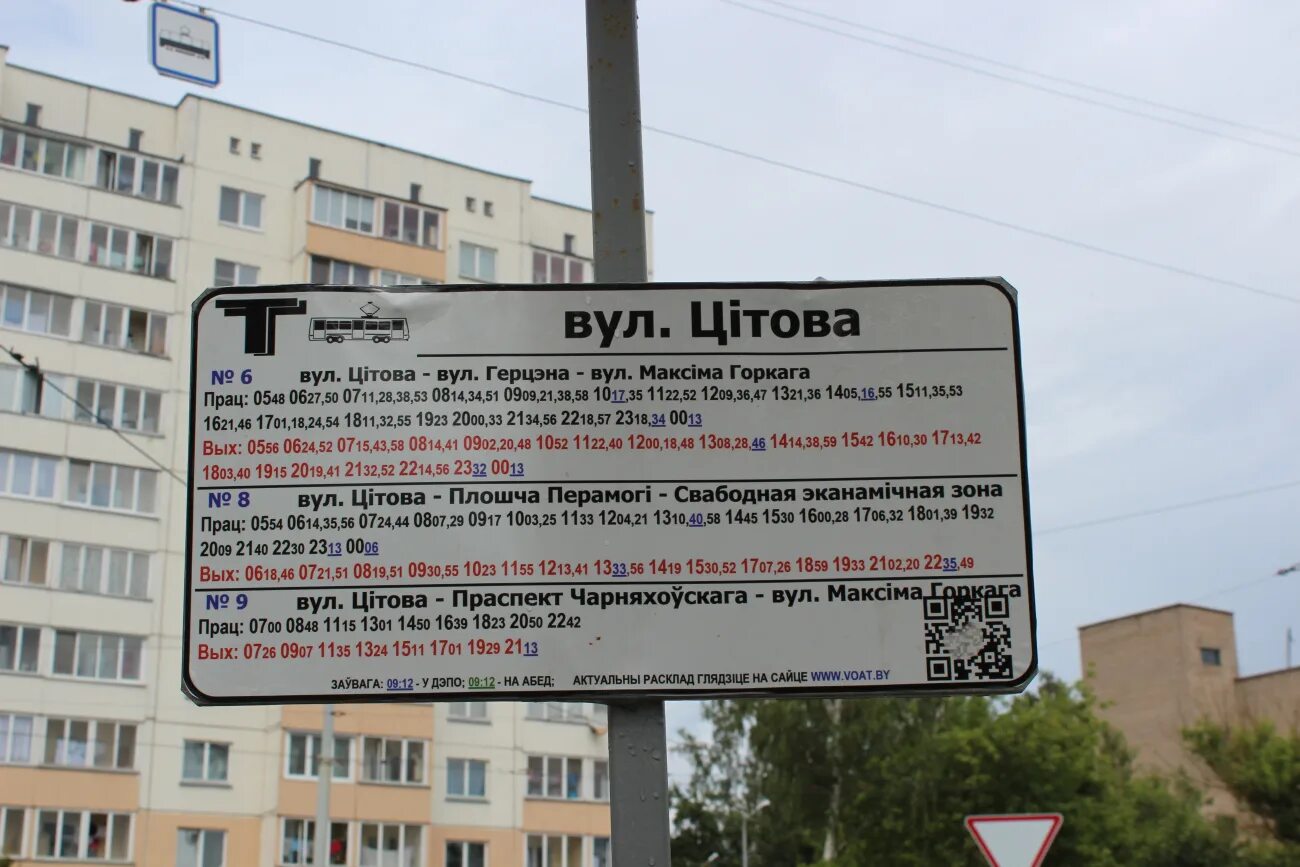 Т вул. Цітова
№ 6 вул. Цітова - вул. Герцэна - вул. Максіма Горкага
Прац: 0548 0627,50 0711,28,38,53 0814,34,51 0909,21,38,58 1017,35 1122,52 1209,36,47 1321,36 1405,16,55 1511,35,53
1621,46 1701,18,24,54 1811,32,55 1923 2000,33 2134,56 2218,57 2318,34 0013
Вых: 0556 0624,52 0715,43,58 0814,41 0902,20,48 1052 1122,40 1200,18,48 1308,28,46 1414,38,59 1542 1610,30 1713,42
1803,40 1915 2019,41 2132,52 2214,56 2332 0013
№ 8 вул. Цітова - Плошча Перамогі - Свабодная эканамічная зона
Прац: 0554 0614,35,56 0724,44 0807,29 0917 1003,25 1133 1204,21 1310,40,58 1445 1530 1600,28 1706,32 1801,39 1932
2009 2140 2230 2313 0006
Вых: 0618,46 0721,51 0819,51 0930,55 1023 1155 1213,41 1333,56 1419 1530,52 1707,26 1859 1933 2102,20 2235,49
№ 9 вул. Цітова - Праспект Чарняхоўскага - вул. Максіма Горкага
Прац: 0700 0848 1115 1301 1450 1639 1823 2050 2242
Вых: 0726 0907 1135 1324 1511 1701 1929 2113
ЗАЎВАГА: 09:12 - У ДЭПО; 09:12 - НА АБЕД; АКТУАЛЬНЫ РАСКЛАД ГЛЯДЗІЦЕ НА САЙЦЕ WWW.VOAT.BY